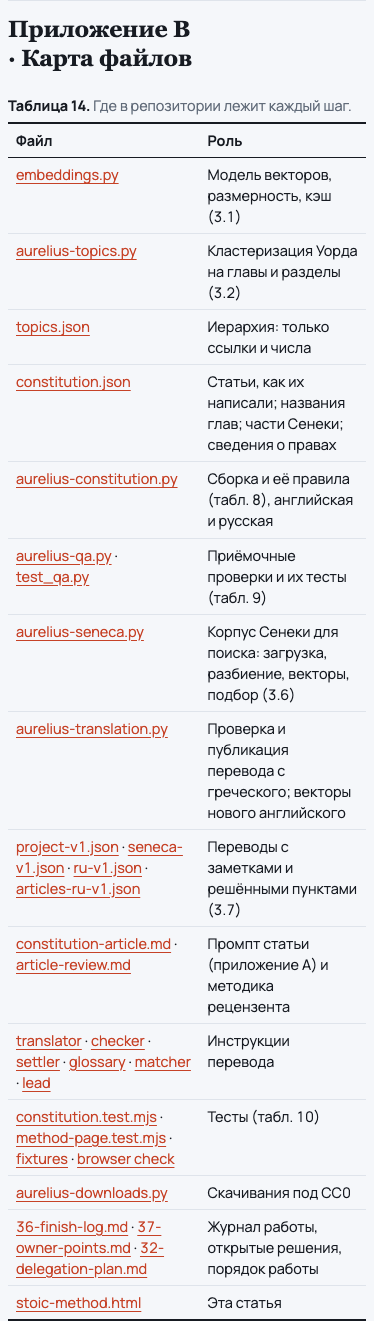 Приложение B
· Карта файлов
Таблица 14. Где в репозитории лежит каждый шаг.
Файл Роль
embeddings.py Модель векторов,
размерность, кэш
(3.1)
aurelius-topics.py Кластеризация Уорда
на главы и разделы
(3.2)
topics.json Иерархия: только
ссылки и числа
constitution.json Статьи, как их
написали; названия
глав; части Сенеки;
сведения о правах
aurelius-constitution.py Сборка и её правила
(табл. 8), английская
и русская
aurelius-qa.py · Приёмочные
test_qa.py проверки и их тесты
(табл. 9)
aurelius-seneca.py Корпус Сенеки для
поиска: загрузка,
разбиение, векторы,
подбор (3.6)
aurelius-translation.py Проверка и
публикация
перевода с
греческого; векторы
нового английского
project-v1.json · seneca- Переводы с
v1.json · ru-v1.json · заметками и
articles-ru-v1.json решёнными пунктами
(3.7)
constitution-article.md · Промпт статьи
article-review.md (приложение A) и
методика
рецензента
translator · checker · Инструкции
settler · glossary · matcher перевода
· lead
constitution.test.mjs · Тесты (табл. 10)
method-page.test.mjs ·
fixtures · browser check
aurelius-downloads.py Скачивания под CC0
36-finish-log.md · 37- Журнал работы,
owner-points.md · 32- открытые решения,
delegation-plan.md порядок работы
stoic-method.html Эта статья